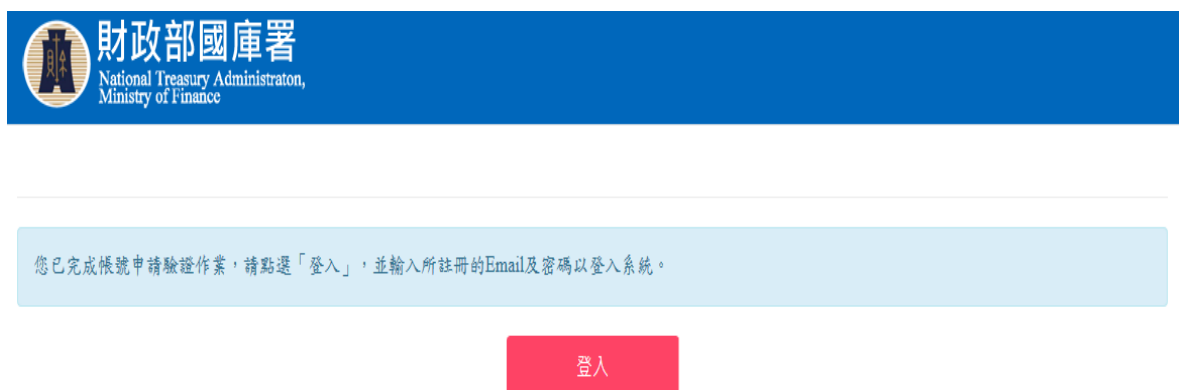 財政部國庫署
National Treasury Administraton,
Ministry of Finance
您已完成帳號申請驗證作業，請點選「登入」，並輸入所註冊的Email及密碼以登入系統。
登入